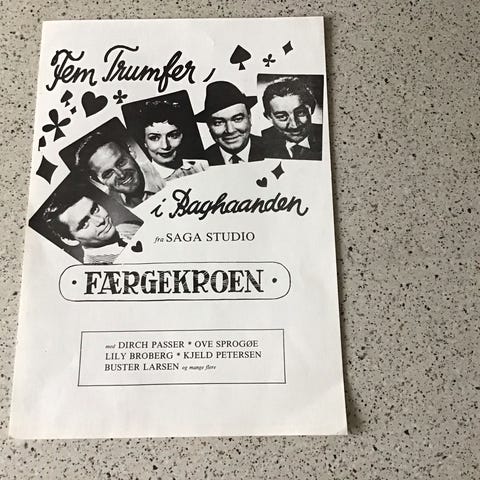 Fem Trumfer,
i Baghaanden
fra SAGA STUDIO
· FÆRGEKROEN ·
med DIRCH PASSER * OVE SPROGØE
LILY BROBERG * KJELD PETERSEN
BUSTER LARSEN og mange flere